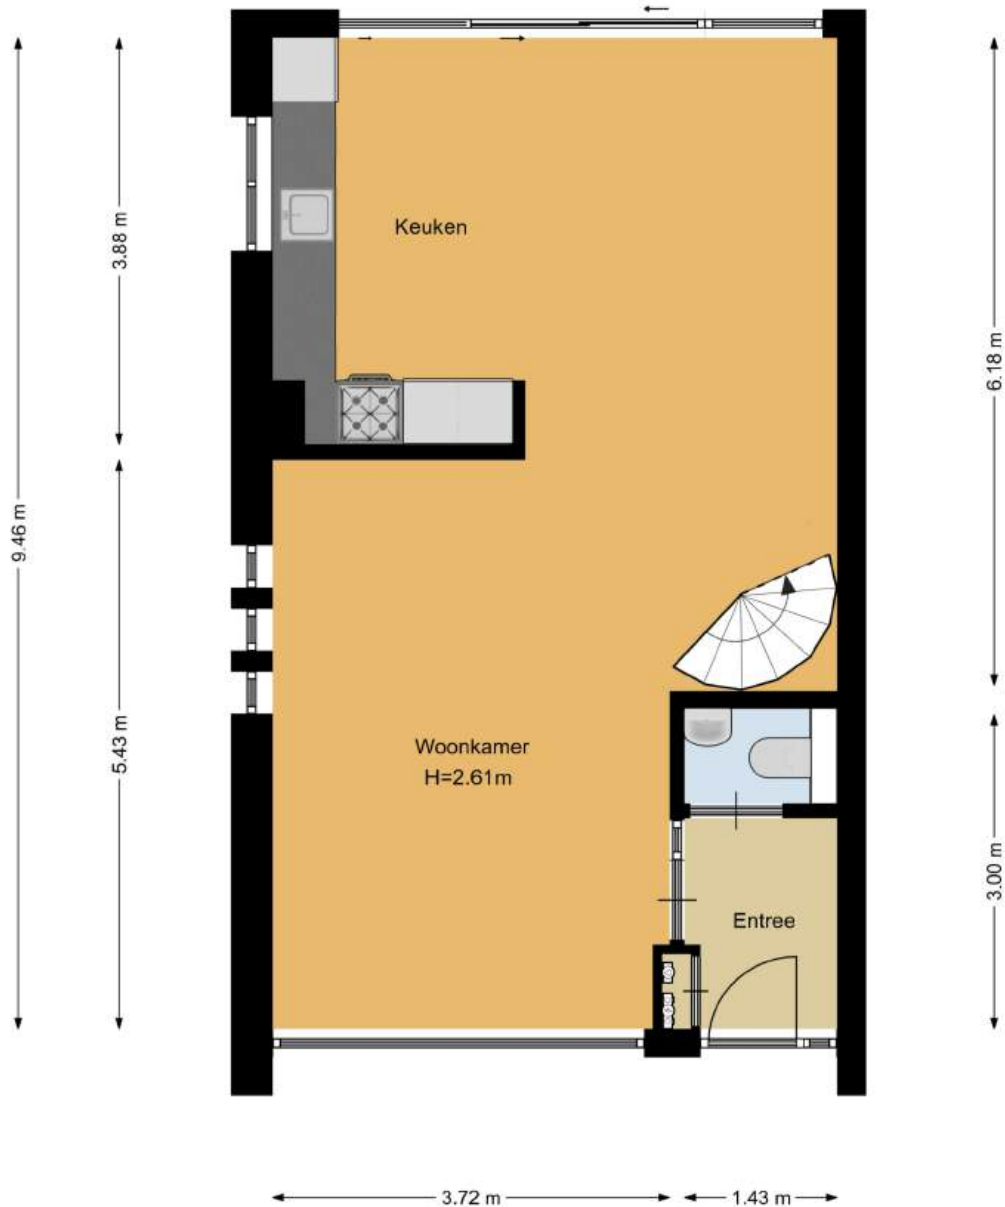 3.88 m
Keuken
6.18 m
9.46 m
5.43 m
Woonkamer
H=2.61m
3.00 m
Entree
3.72 m
1.43 m